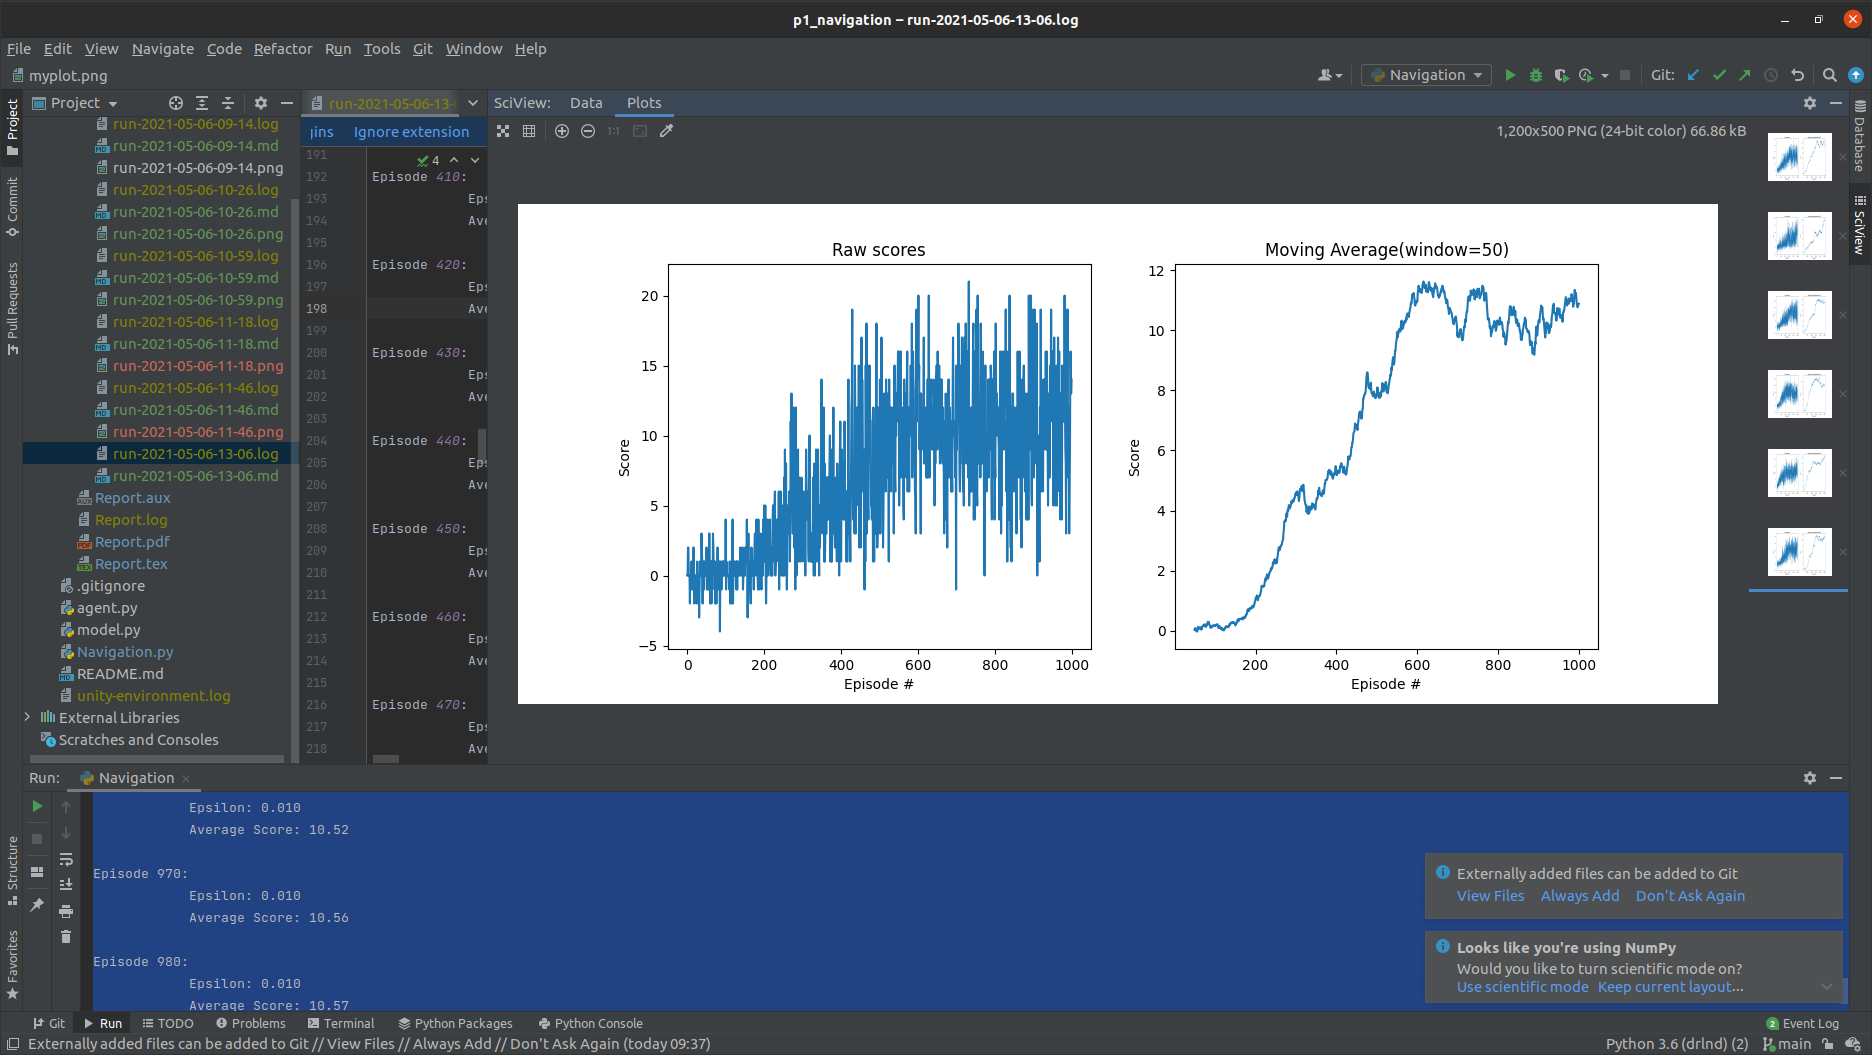 p1_navigation – run-2021-05-06-13-06.log
File Edit View Navigate Code Refactor Run Tools Git Window Help
myplot.png
Navigation
Git:
Project
run-2021-05-06-13-
SciView: Data Plots
Ignore extension
1:1
1,200x500 PNG (24-bit color) 66.86 kB
Project
Commit
Pull Requests
Structure
Favorites
run-2021-05-06-09-14.log
run-2021-05-06-09-14.md
run-2021-05-06-09-14.png
run-2021-05-06-10-26.log
run-2021-05-06-10-26.md
run-2021-05-06-10-26.png
run-2021-05-06-10-59.log
run-2021-05-06-10-59.md
run-2021-05-06-10-59.png
run-2021-05-06-11-18.log
run-2021-05-06-11-18.md
run-2021-05-06-11-18.png
run-2021-05-06-11-46.log
run-2021-05-06-11-46.md
run-2021-05-06-11-46.png
run-2021-05-06-13-06.log
run-2021-05-06-13-06.md
Report.aux
Report.log
Report.pdf
Report.tex
.gitignore
agent.py
model.py
Navigation.py
README.md
unity-environment.log
External Libraries
Scratches and Consoles
4
191
192 Episode 410:
193 Eps
194 Ave
195
196 Episode 420:
197 Eps
198 Ave
199
200 Episode 430:
201 Eps
202 Ave
203
204 Episode 440:
205 Eps
206 Ave
207
208 Episode 450:
209 Eps
210 Ave
211
212 Episode 460:
213 Eps
214 Ave
215
216 Episode 470:
217 Eps
218 Ave
Raw scores
Score
20
15
10
5
0
−5
0 200 400 600 800 1000
Episode #
Moving Average(window=50)
Score
12
10
8
6
4
2
0
200 400 600 800 1000
Episode #
Database
SciView
Run: Navigation
Epsilon: 0.010
Average Score: 10.52
Episode 970:
Epsilon: 0.010
Average Score: 10.56
Episode 980:
Epsilon: 0.010
Average Score: 10.57
Externally added files can be added to Git
View Files Always Add Don't Ask Again
Looks like you're using NumPy
Would you like to turn scientific mode on?
Use scientific mode Keep current layout...
Git Run TODO Problems Terminal Python Packages Python Console
2 Event Log
Externally added files can be added to Git // View Files // Always Add // Don't Ask Again (today 09:37)
Python 3.6 (drlnd) (2) main